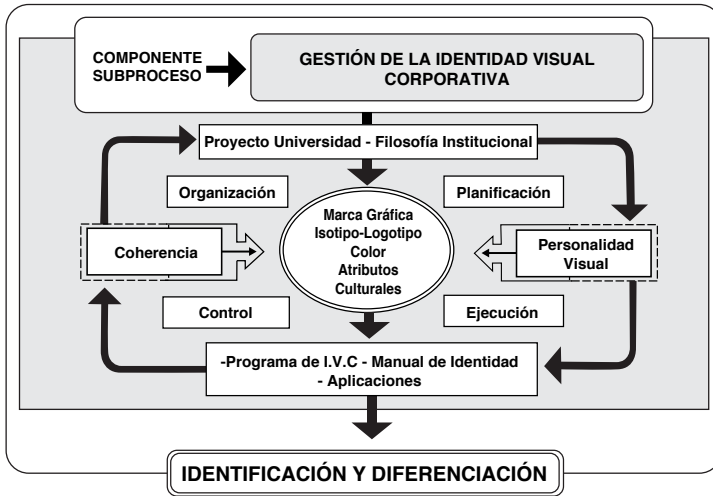 COMPONENTE
SUBPROCESO
GESTIÓN DE LA IDENTIDAD VISUAL
CORPORATIVA
Proyecto Universidad - Filosofía Institucional
Organización
Planificación
Marca Gráfica
Isotipo-Logotipo
Color
Atributos
Culturales
Coherencia
Personalidad
Visual
Control
Ejecución
-Programa de I.V.C - Manual de Identidad
- Aplicaciones
IDENTIFICACIÓN Y DIFERENCIACIÓN